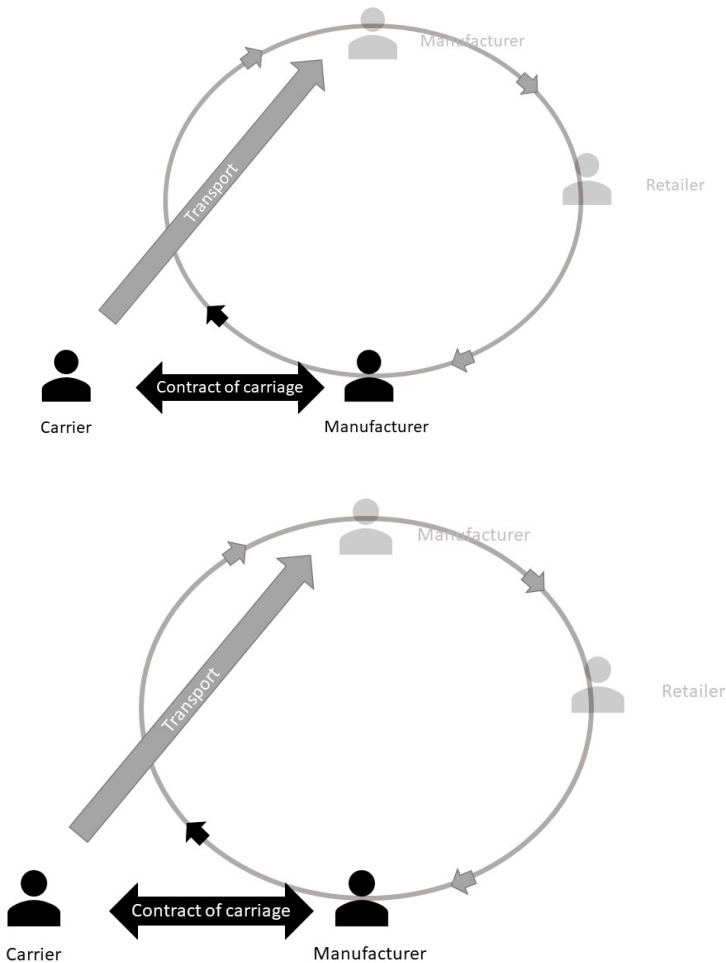 Manufacturer
Transport
Retailer
Contract of carriage
Carrier
Manufacturer
Manufacturer
Transport
Retailer
Contract of carriage
Carrier
Manufacturer